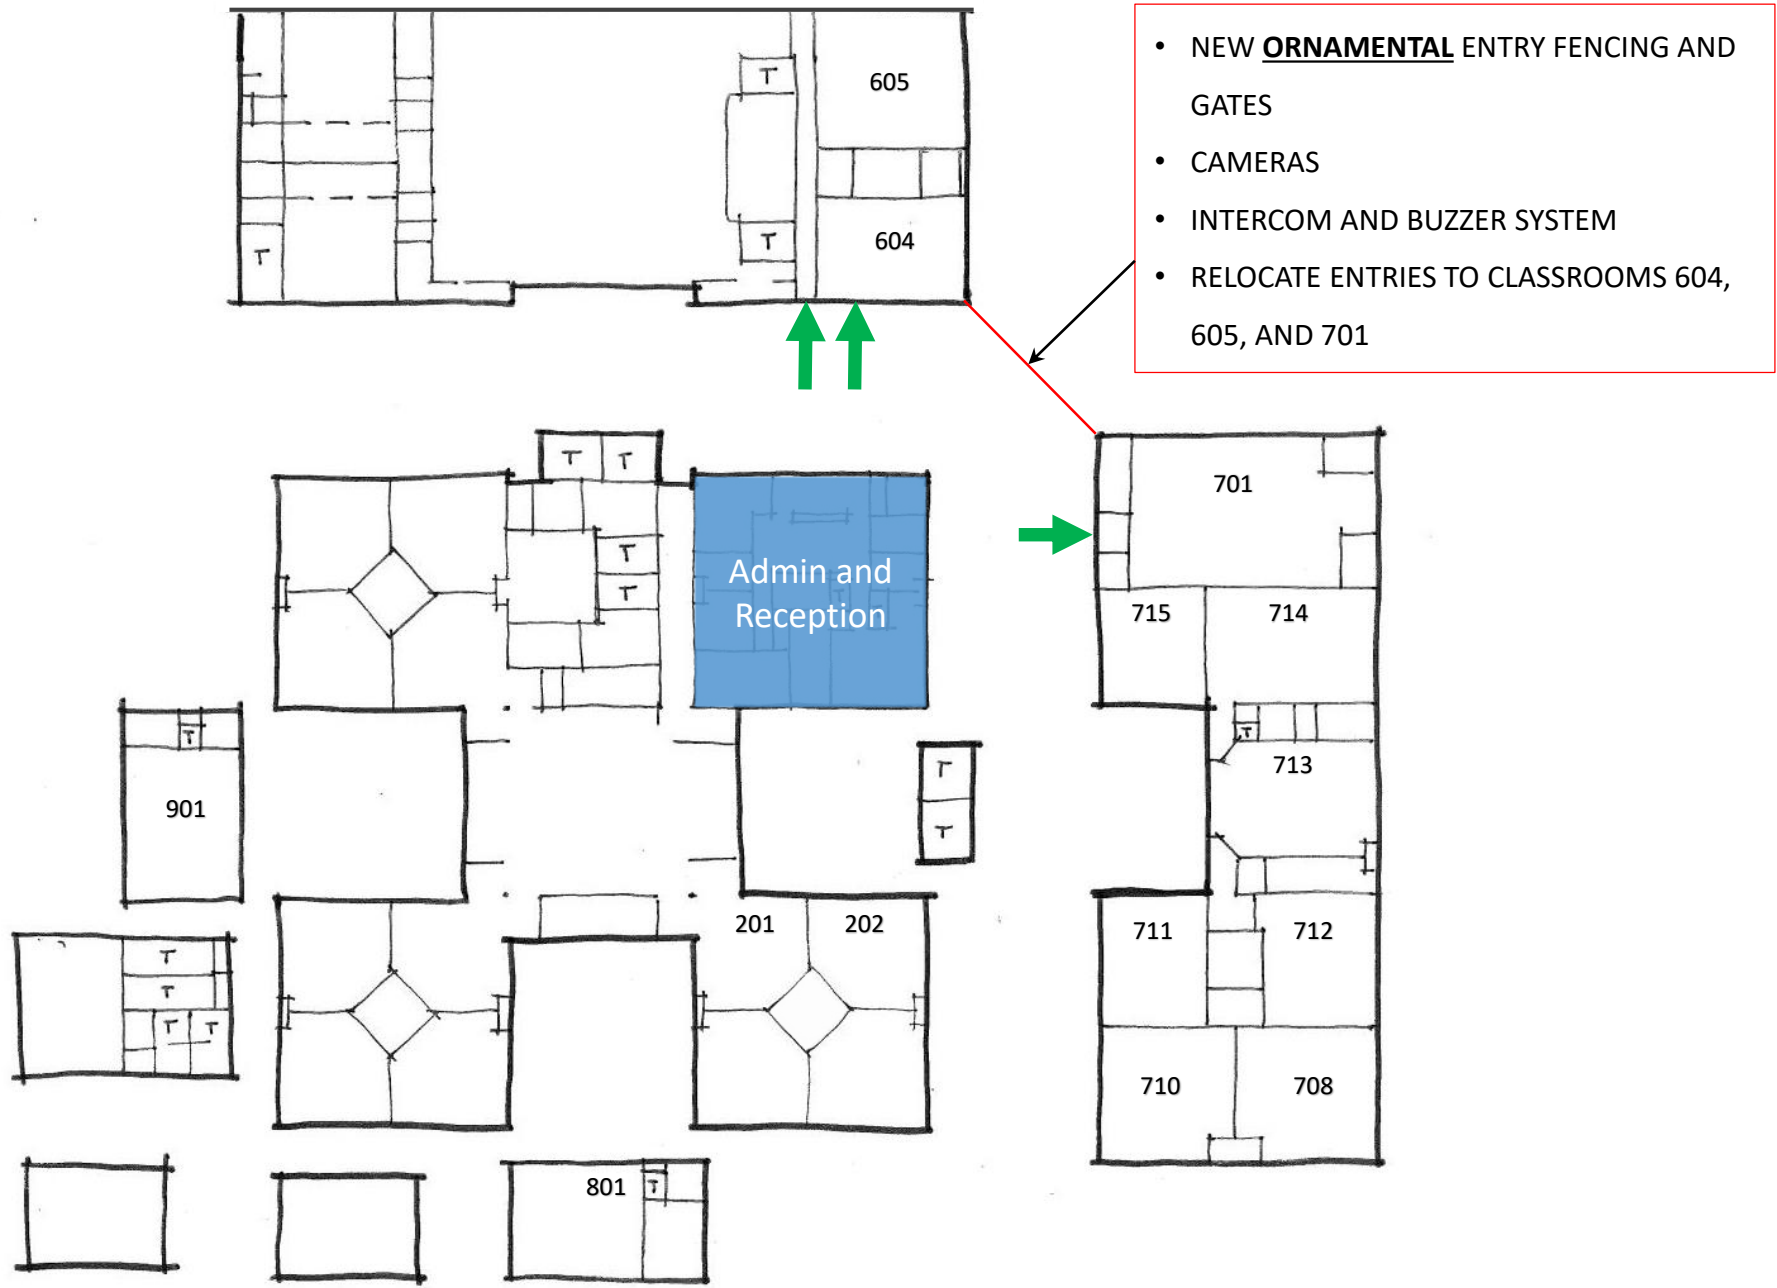 • NEW ORNAMENTAL ENTRY FENCING AND
GATES
• CAMERAS
• INTERCOM AND BUZZER SYSTEM
• RELOCATE ENTRIES TO CLASSROOMS 604,
605, AND 701
T
605
T
604
T
T
T
701
T
T
Admin and
Reception
715
714
T
T
713
T
901
T
201
202
711
712
T
T
T
T
710
708
801
T